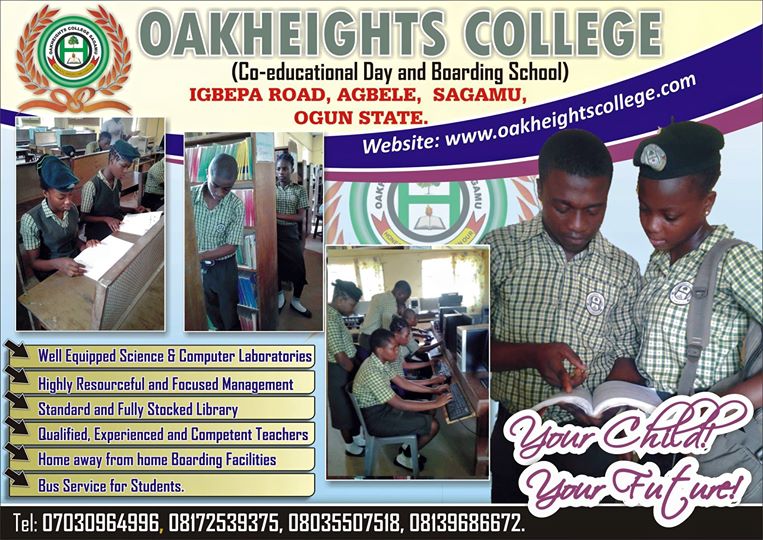 OAKHEIGHTS COLLEGE SAGAMU
OAKHEIGHTS COLLEGE
(Co-educational Day and Boarding School)
IGBEPA ROAD, AGBELE, SAGAMU,
OGUN STATE.
Website: www.oakheightscollege.com
Well Equipped Science & Computer Laboratories
Highly Resourceful and Focused Management
Standard and Fully Stocked Library
Qualified, Experienced and Competent Teachers
Home away from home Boarding Facilities
Bus Service for Students.
Your Child!
Your Future!
Tel: 07030964996, 08172539375, 08035507518, 08139686672.